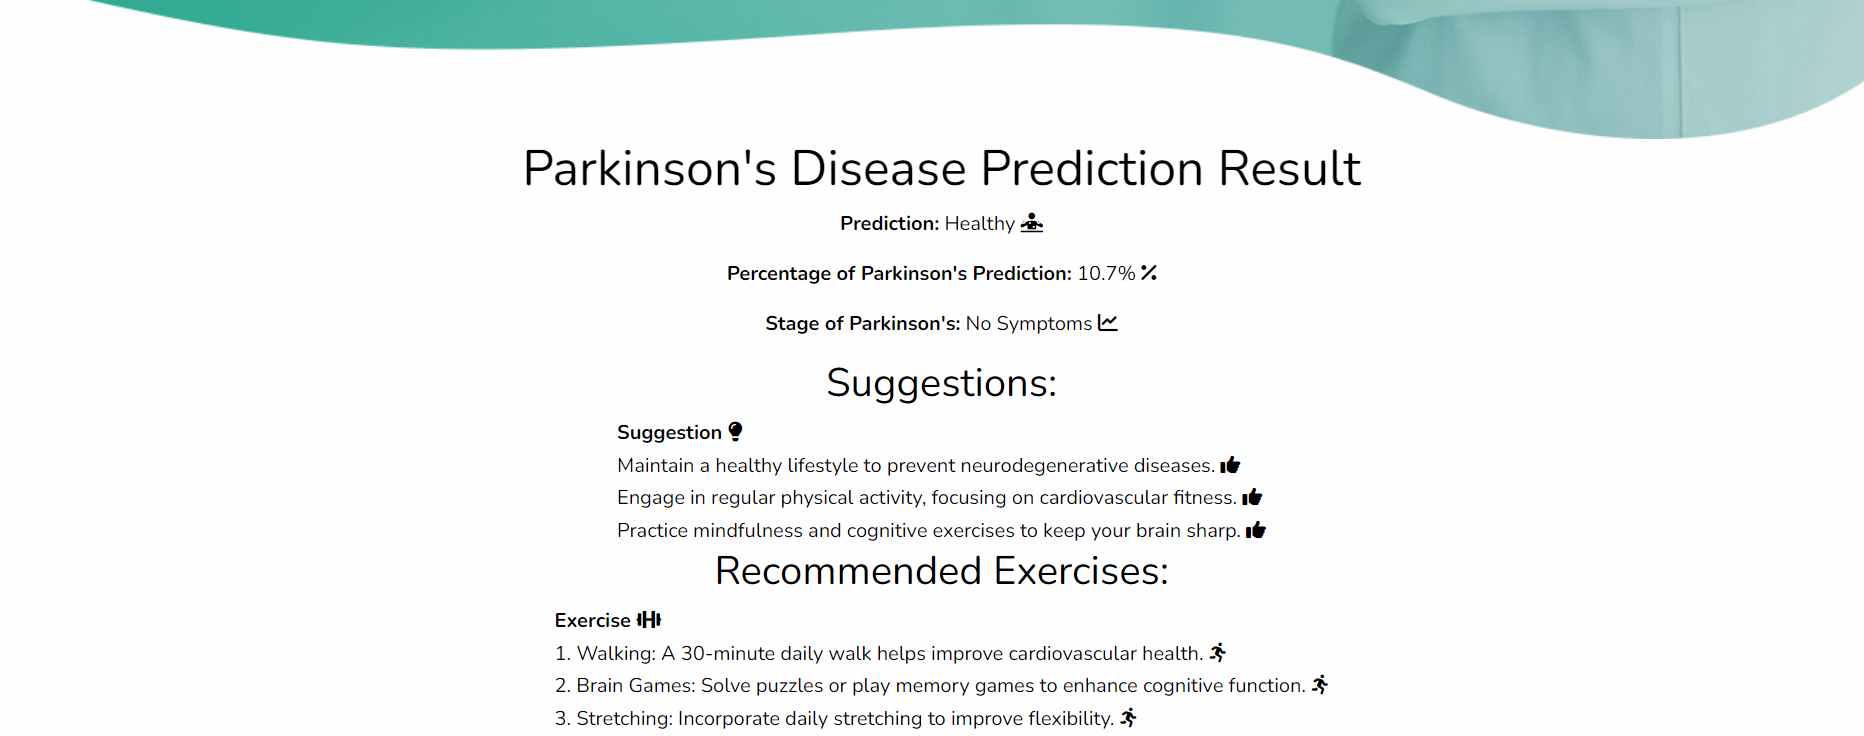 Parkinson's Disease Prediction Result
Prediction: Healthy
Percentage of Parkinson's Prediction: 10.7%
Stage of Parkinson's: No Symptoms
Suggestions:
Suggestion
Maintain a healthy lifestyle to prevent neurodegenerative diseases.
Engage in regular physical activity, focusing on cardiovascular fitness.
Practice mindfulness and cognitive exercises to keep your brain sharp.
Recommended Exercises:
Exercise
1. Walking: A 30-minute daily walk helps improve cardiovascular health.
2. Brain Games: Solve puzzles or play memory games to enhance cognitive function.
3. Stretching: Incorporate daily stretching to improve flexibility.